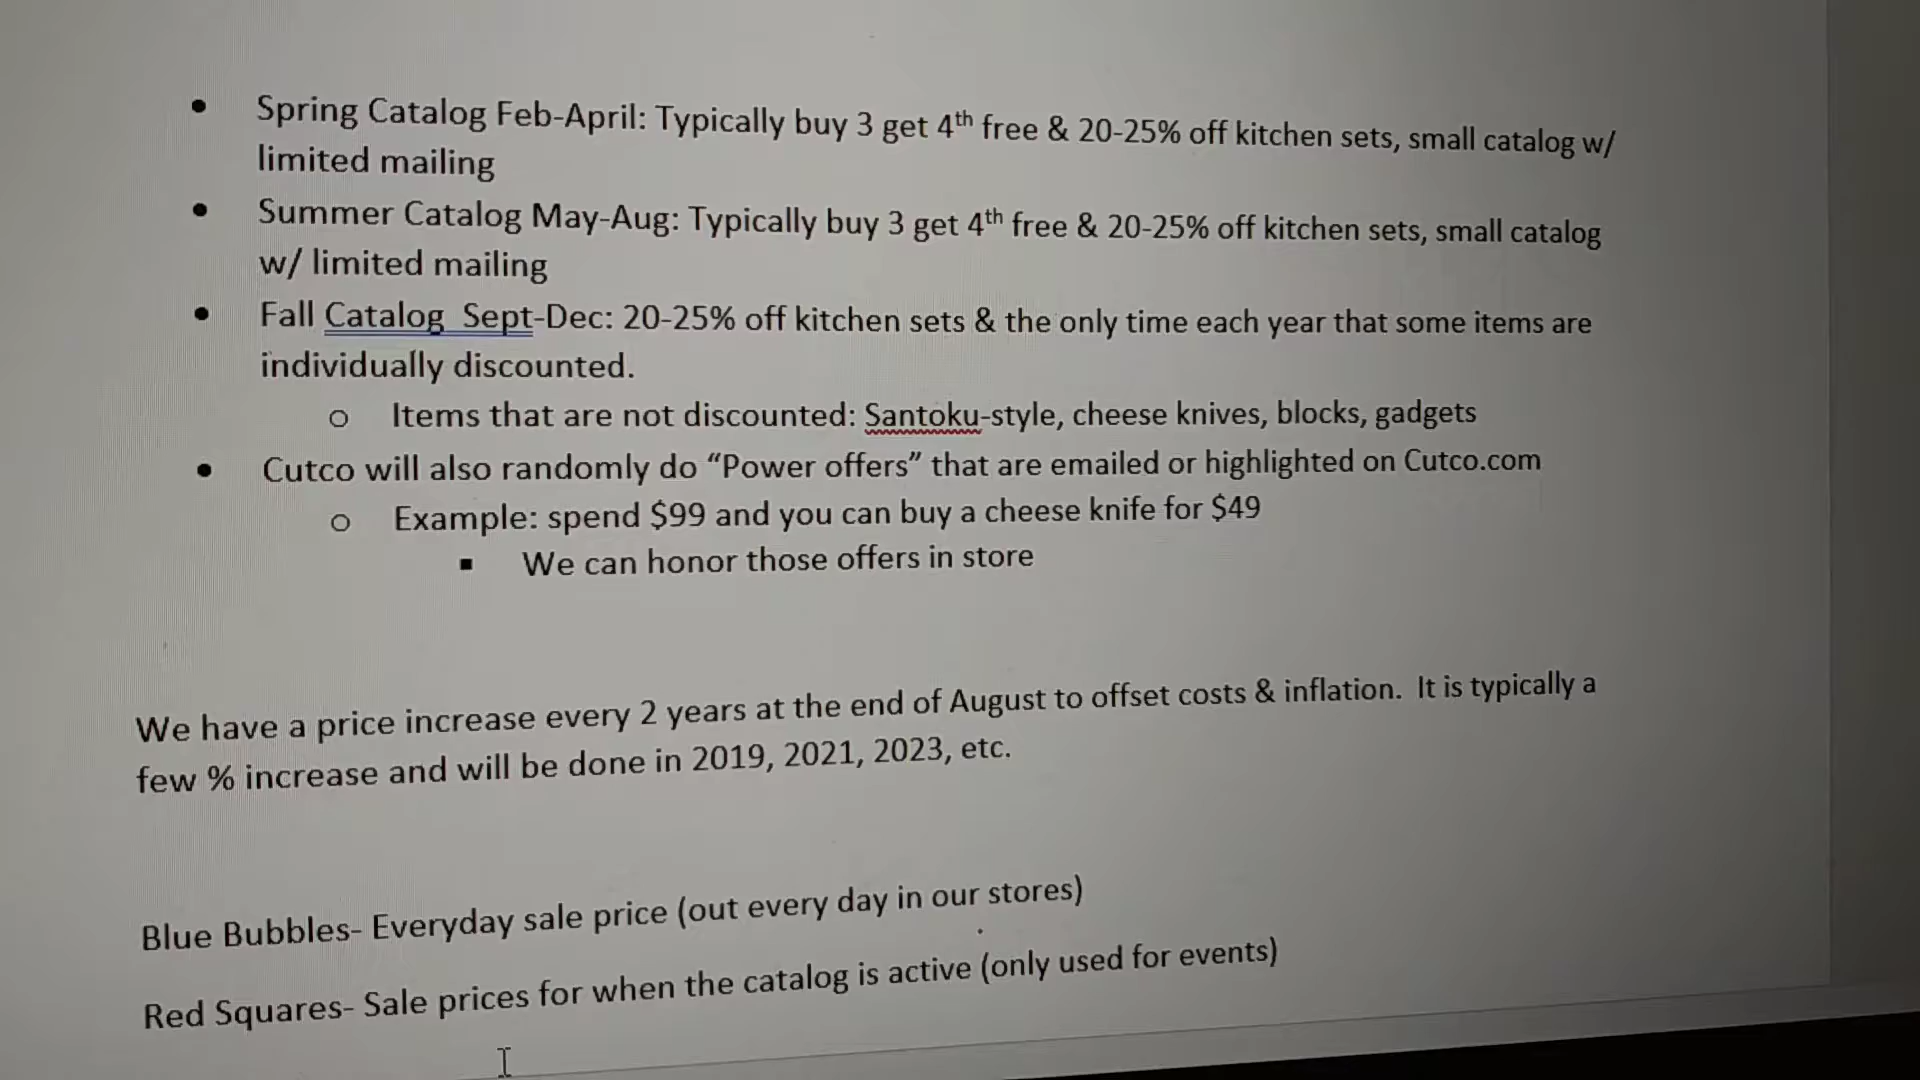 • Spring Catalog Feb-April: Typically buy 3 get 4th free & 20-25% off kitchen sets, small catalog w/
limited mailing
• Summer Catalog May-Aug: Typically buy 3 get 4th free & 20-25% off kitchen sets, small catalog
w/ limited mailing
• Fall Catalog  Sept-Dec: 20-25% off kitchen sets & the only time each year that some items are
individually discounted.
o Items that are not discounted: Santoku-style, cheese knives, blocks, gadgets
• Cutco will also randomly do “Power offers” that are emailed or highlighted on Cutco.com
o Example: spend $99 and you can buy a cheese knife for $49
▪ We can honor those offers in store
We have a price increase every 2 years at the end of August to offset costs & inflation.  It is typically a
few % increase and will be done in 2019, 2021, 2023, etc.
Blue Bubbles- Everyday sale price (out every day in our stores)
Red Squares- Sale prices for when the catalog is active (only used for events)